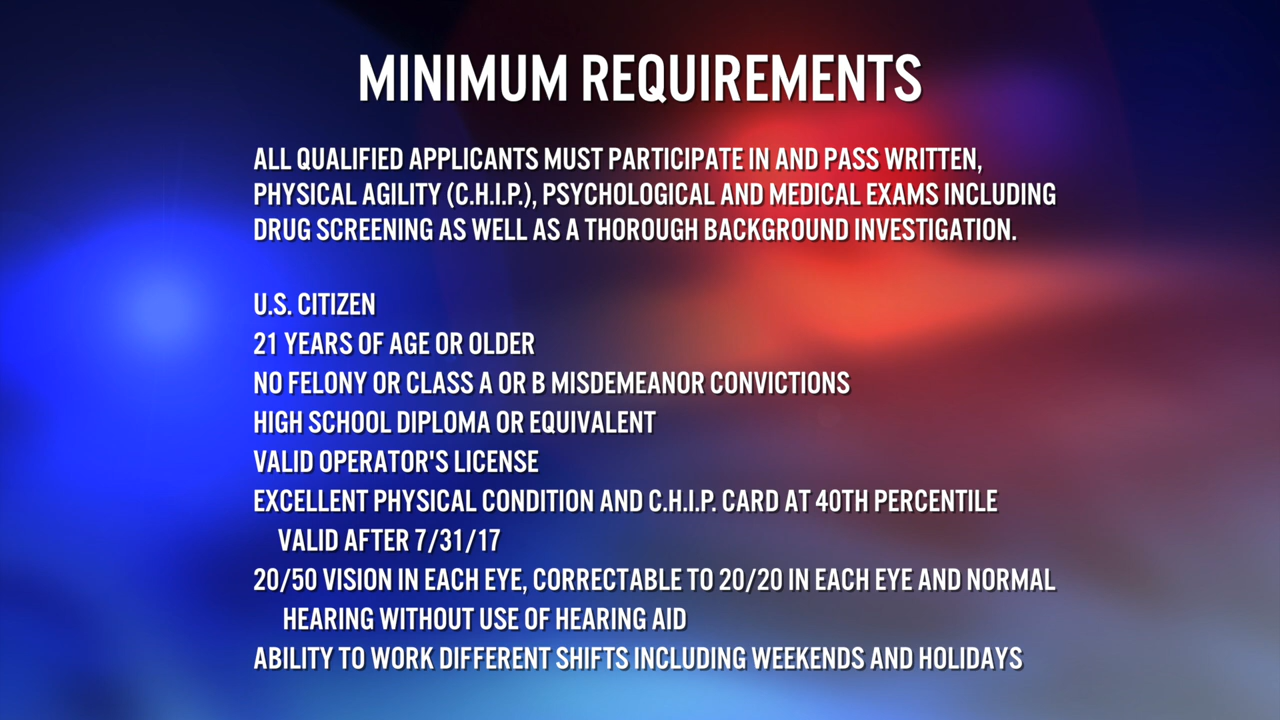 MINIMUM REQUIREMENTS
ALL QUALIFIED APPLICANTS MUST PARTICIPATE IN AND PASS WRITTEN,
PHYSICAL AGILITY (C.H.I.P.), PSYCHOLOGICAL AND MEDICAL EXAMS INCLUDING
DRUG SCREENING AS WELL AS A THOROUGH BACKGROUND INVESTIGATION.
U.S. CITIZEN
21 YEARS OF AGE OR OLDER
NO FELONY OR CLASS A OR B MISDEMEANOR CONVICTIONS
HIGH SCHOOL DIPLOMA OR EQUIVALENT
VALID OPERATOR'S LICENSE
EXCELLENT PHYSICAL CONDITION AND C.H.I.P. CARD AT 40TH PERCENTILE
VALID AFTER 7/31/17
20/50 VISION IN EACH EYE, CORRECTABLE TO 20/20 IN EACH EYE AND NORMAL
HEARING WITHOUT USE OF HEARING AID
ABILITY TO WORK DIFFERENT SHIFTS INCLUDING WEEKENDS AND HOLIDAYS